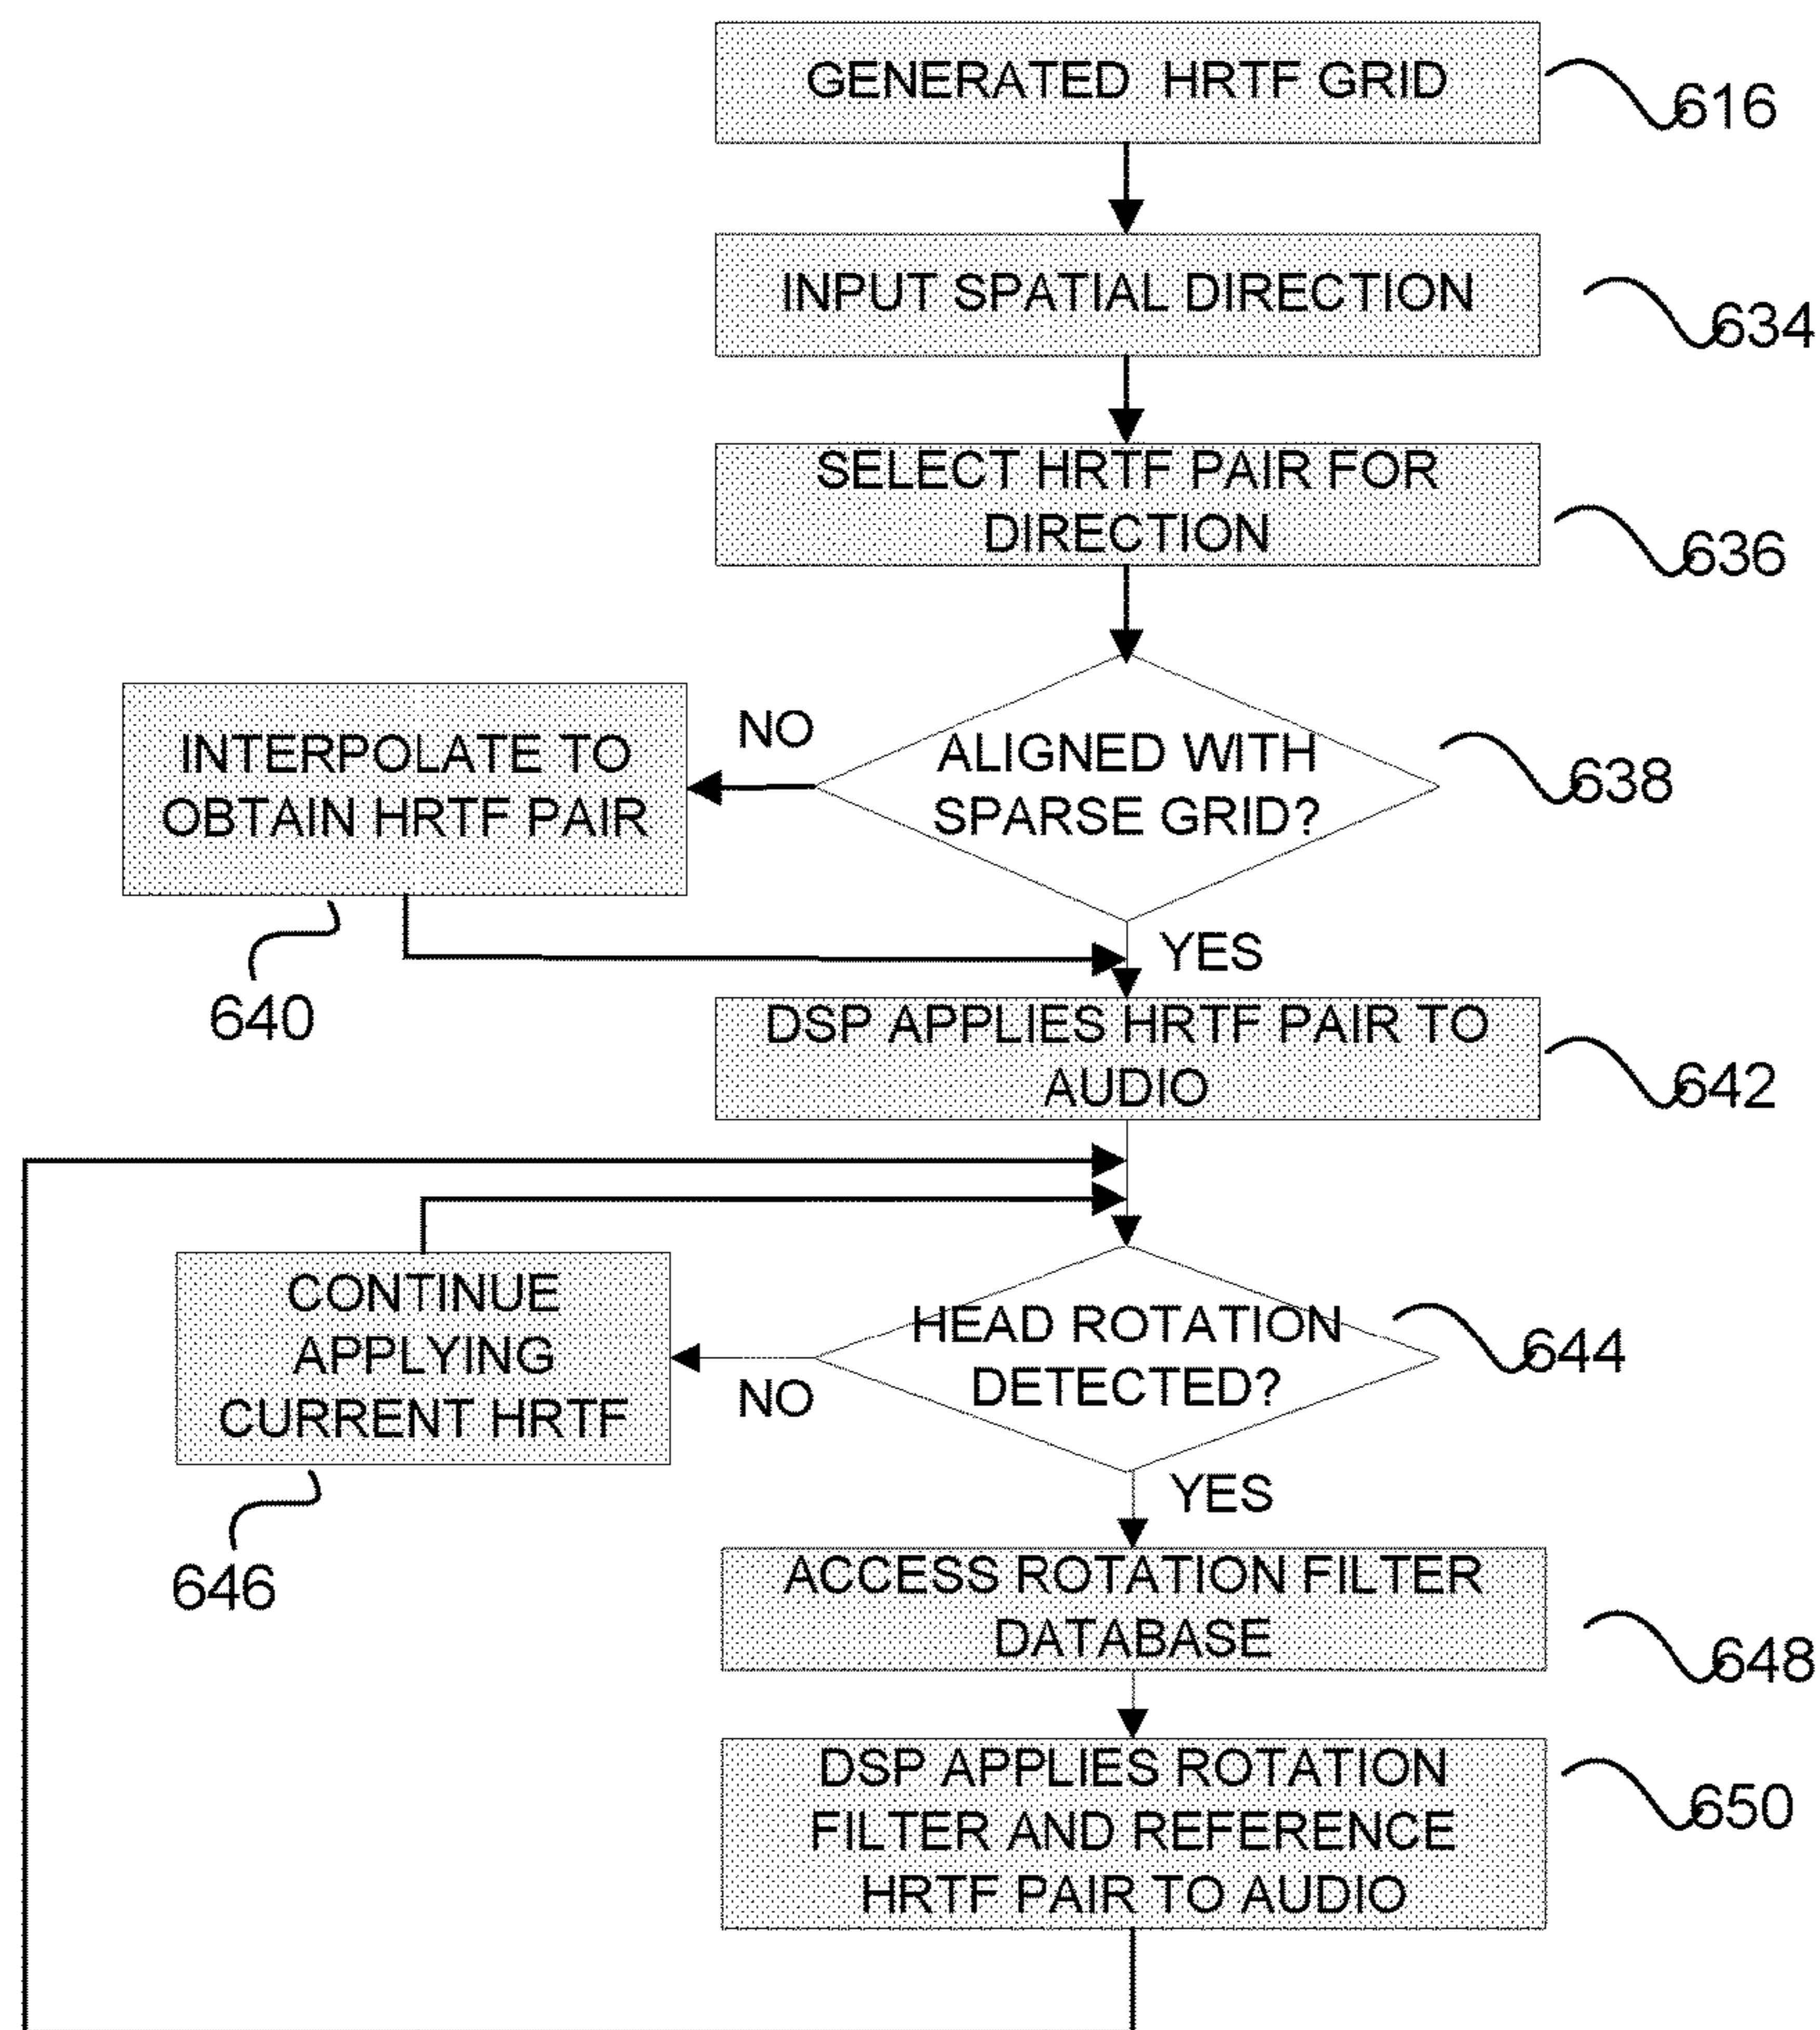 GENERATED HRTF GRID
616
INPUT SPATIAL DIRECTION
634
SELECT HRTF PAIR FOR
DIRECTION
636
ALIGNED WITH
SPARSE GRID?
638
NO
INTERPOLATE TO
OBTAIN HRTF PAIR
640
YES
DSP APPLIES HRTF PAIR TO
AUDIO
642
HEAD ROTATION
DETECTED?
644
NO
CONTINUE
APPLYING
CURRENT HRTF
646
YES
ACCESS ROTATION FILTER
DATABASE
648
DSP APPLIES ROTATION
FILTER AND REFERENCE
HRTF PAIR TO AUDIO
650